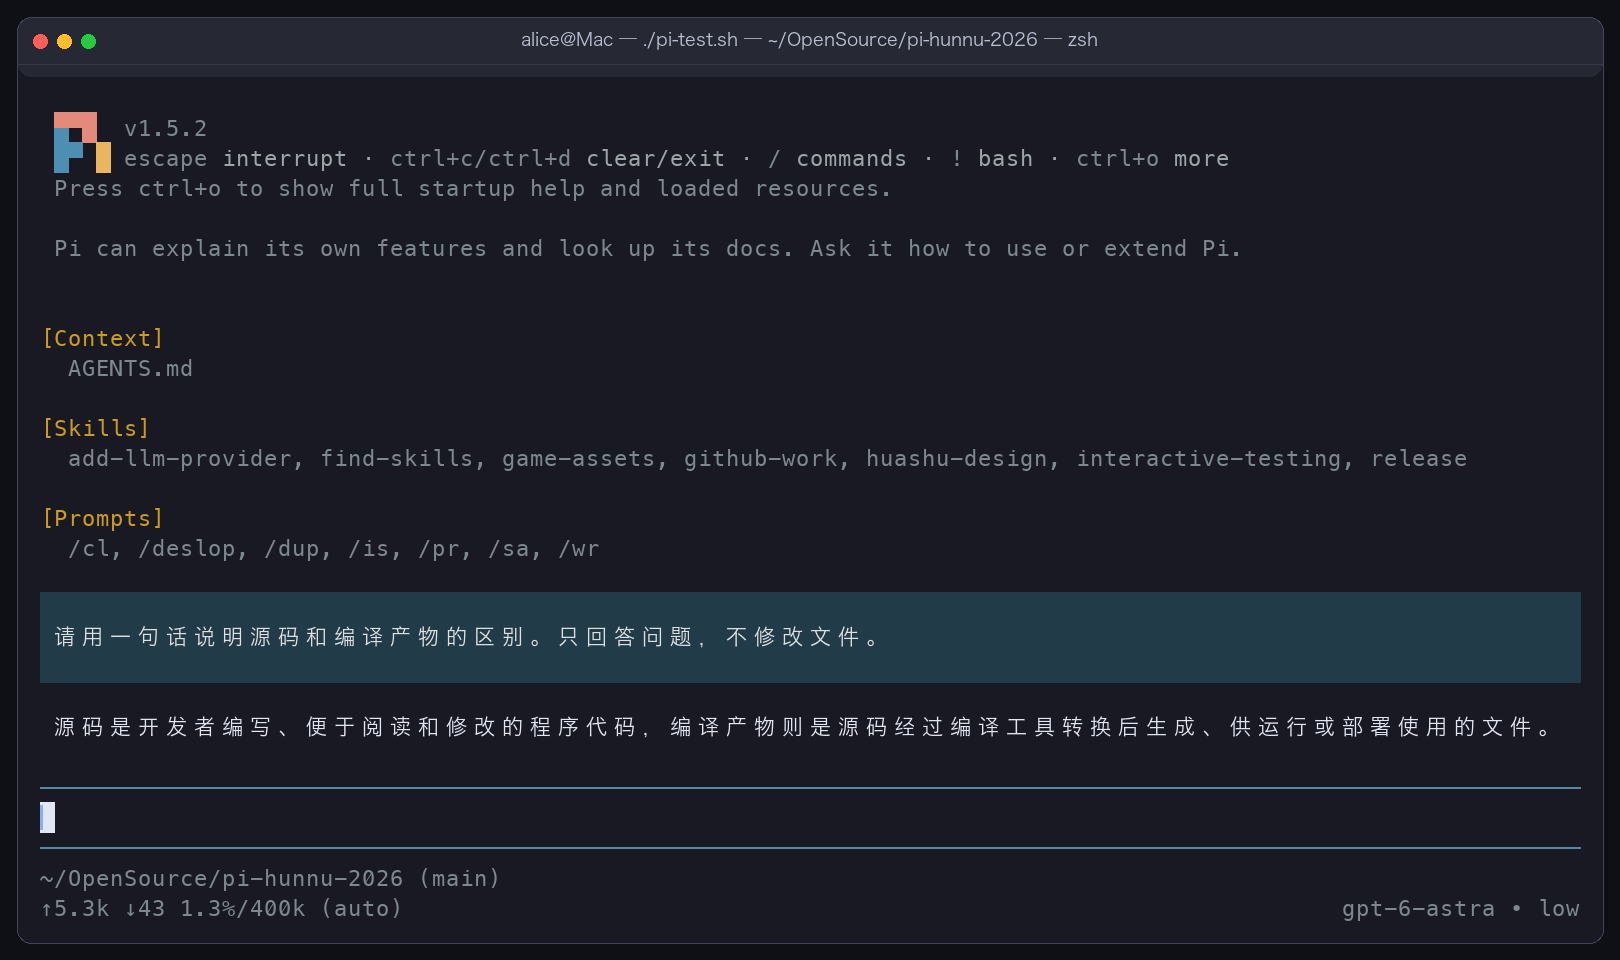 alice@Mac — ./pi-test.sh — ~/OpenSource/pi-hunnu-2026 — zsh
v1.5.2
escape interrupt · ctrl+c/ctrl+d clear/exit · / commands · ! bash · ctrl+o more
Press ctrl+o to show full startup help and loaded resources.
Pi can explain its own features and look up its docs. Ask it how to use or extend Pi.
[Context]
AGENTS.md
[Skills]
add-llm-provider, find-skills, game-assets, github-work, huashu-design, interactive-testing, release
[Prompts]
/cl, /deslop, /dup, /is, /pr, /sa, /wr
请用一句话说明源码和编译产物的区别。只回答问题，不修改文件。
源码是开发者编写、便于阅读和修改的程序代码，编译产物则是源码经过编译工具转换后生成、供运行或部署使用的文件。
~/OpenSource/pi-hunnu-2026 (main)
↑5.3k ↓43 1.3%/400k (auto) gpt-6-astra • low